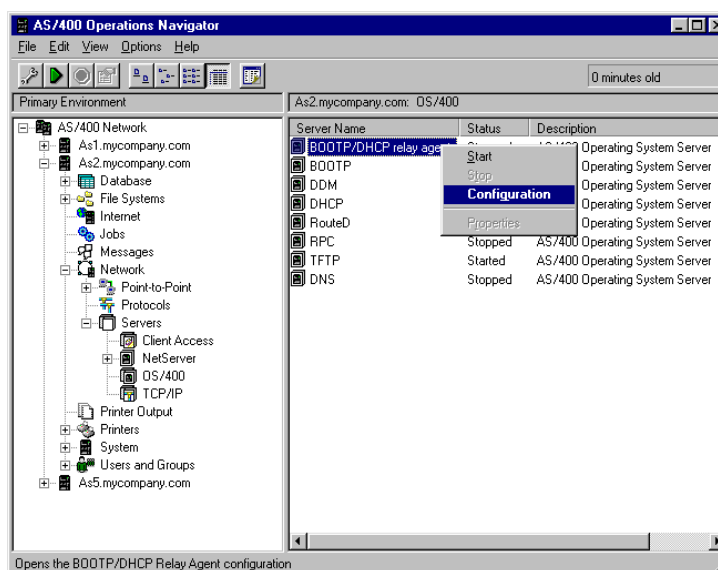 AS/400 Operations Navigator
File Edit View Options Help
0 minutes old
Primary Environment
As2.mycompany.com: OS/400
AS/400 Network
As1.mycompany.com
As2.mycompany.com
Database
File Systems
Internet
Jobs
Messages
Network
Point-to-Point
Protocols
Servers
Client Access
NetServer
OS/400
TCP/IP
Printer Output
Printers
System
Users and Groups
As5.mycompany.com
Server Name Status Description
BOOTP/DHCP relay agent Operating System Server
BOOTP Operating System Server
DDM Operating System Server
DHCP Operating System Server
RouteD Operating System Server
RPC Stopped AS/400 Operating System Server
TFTP Started AS/400 Operating System Server
DNS Stopped AS/400 Operating System Server
Start
Stop
Configuration
Properties
Opens the BOOTP/DHCP Relay Agent configuration